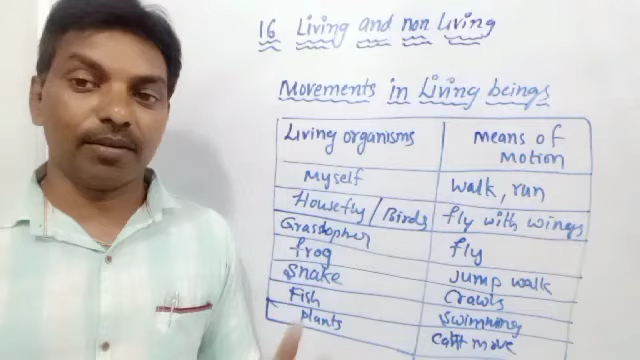 16 Living and non Living
Movements in Living beings
Living organisms
Means of
Motion
Myself
walk, run
Housefly / Birds
fly with wings
Grasshopher
fly
frog
Jump walk
Snake
Crawls
Fish
Swimming
Plants
Can't move